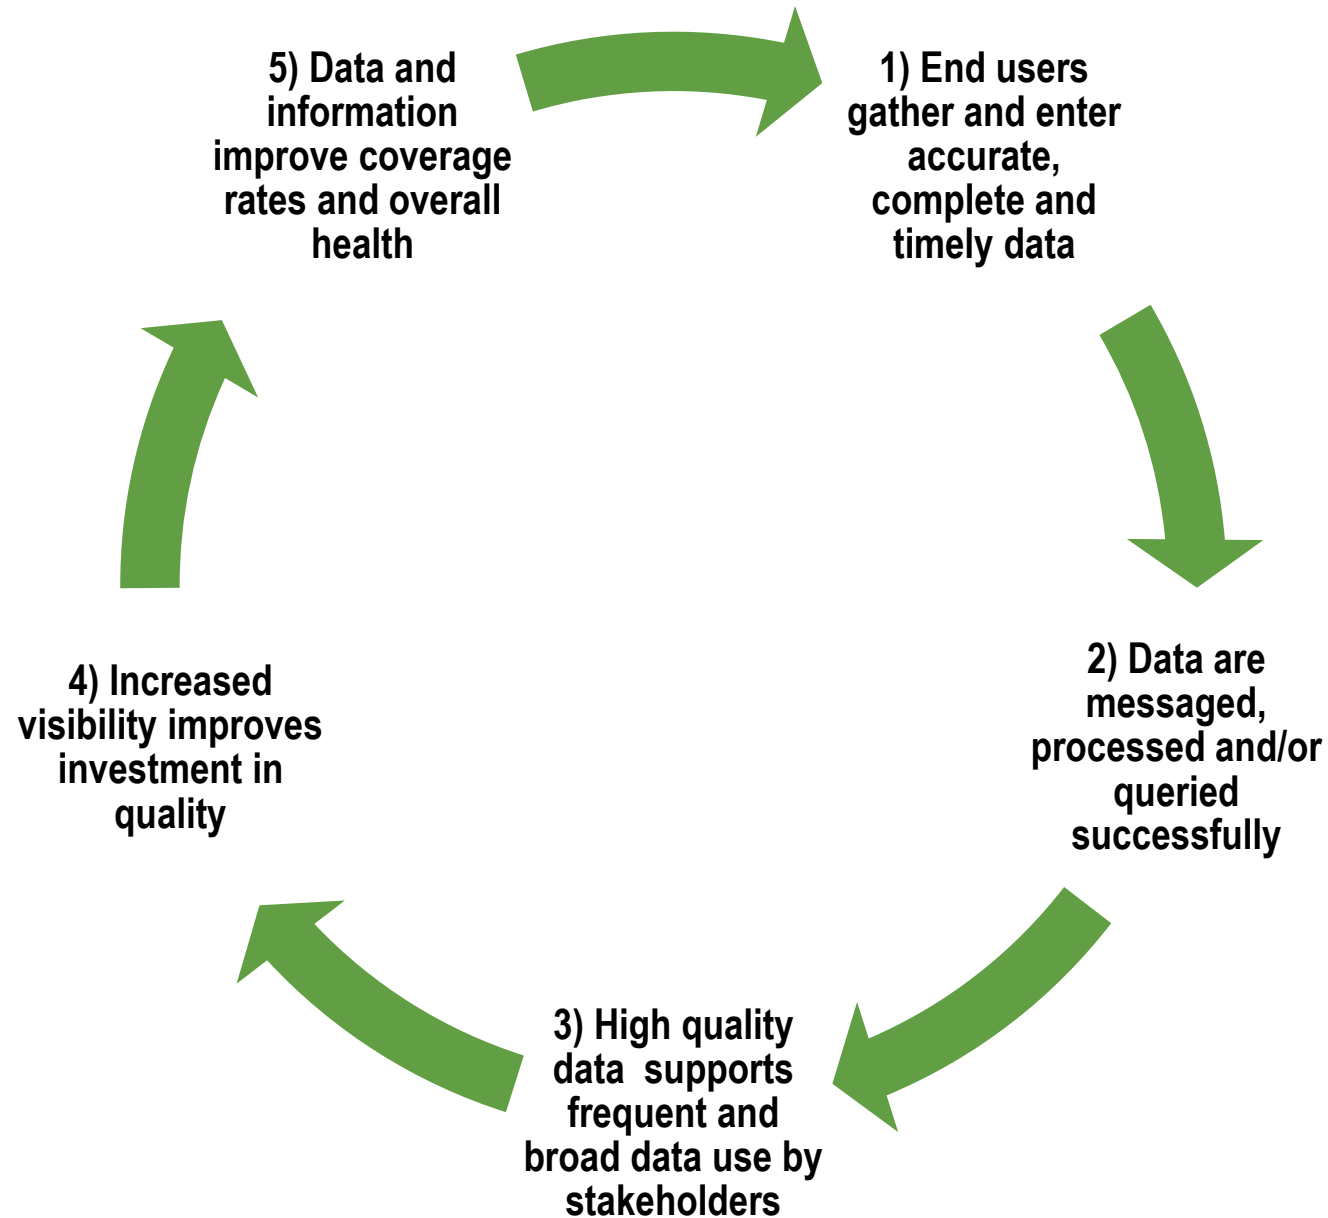 1) End users
gather and enter
accurate,
complete and
timely data
2) Data are
messaged,
processed and/or
queried
successfully
3) High quality
data  supports
frequent and
broad data use by
stakeholders
4) Increased
visibility improves
investment in
quality
5) Data and
information
improve coverage
rates and overall
health